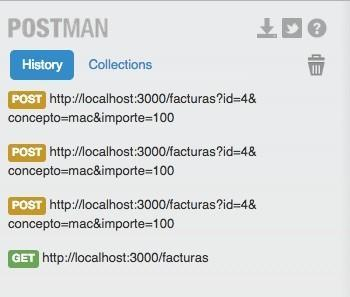 POSTMAN
History Collections
POST http://localhost:3000/facturas?id=4&
concepto=mac&importe=100
POST http://localhost:3000/facturas?id=4&
concepto=mac&importe=100
POST http://localhost:3000/facturas?id=4&
concepto=mac&importe=100
GET http://localhost:3000/facturas